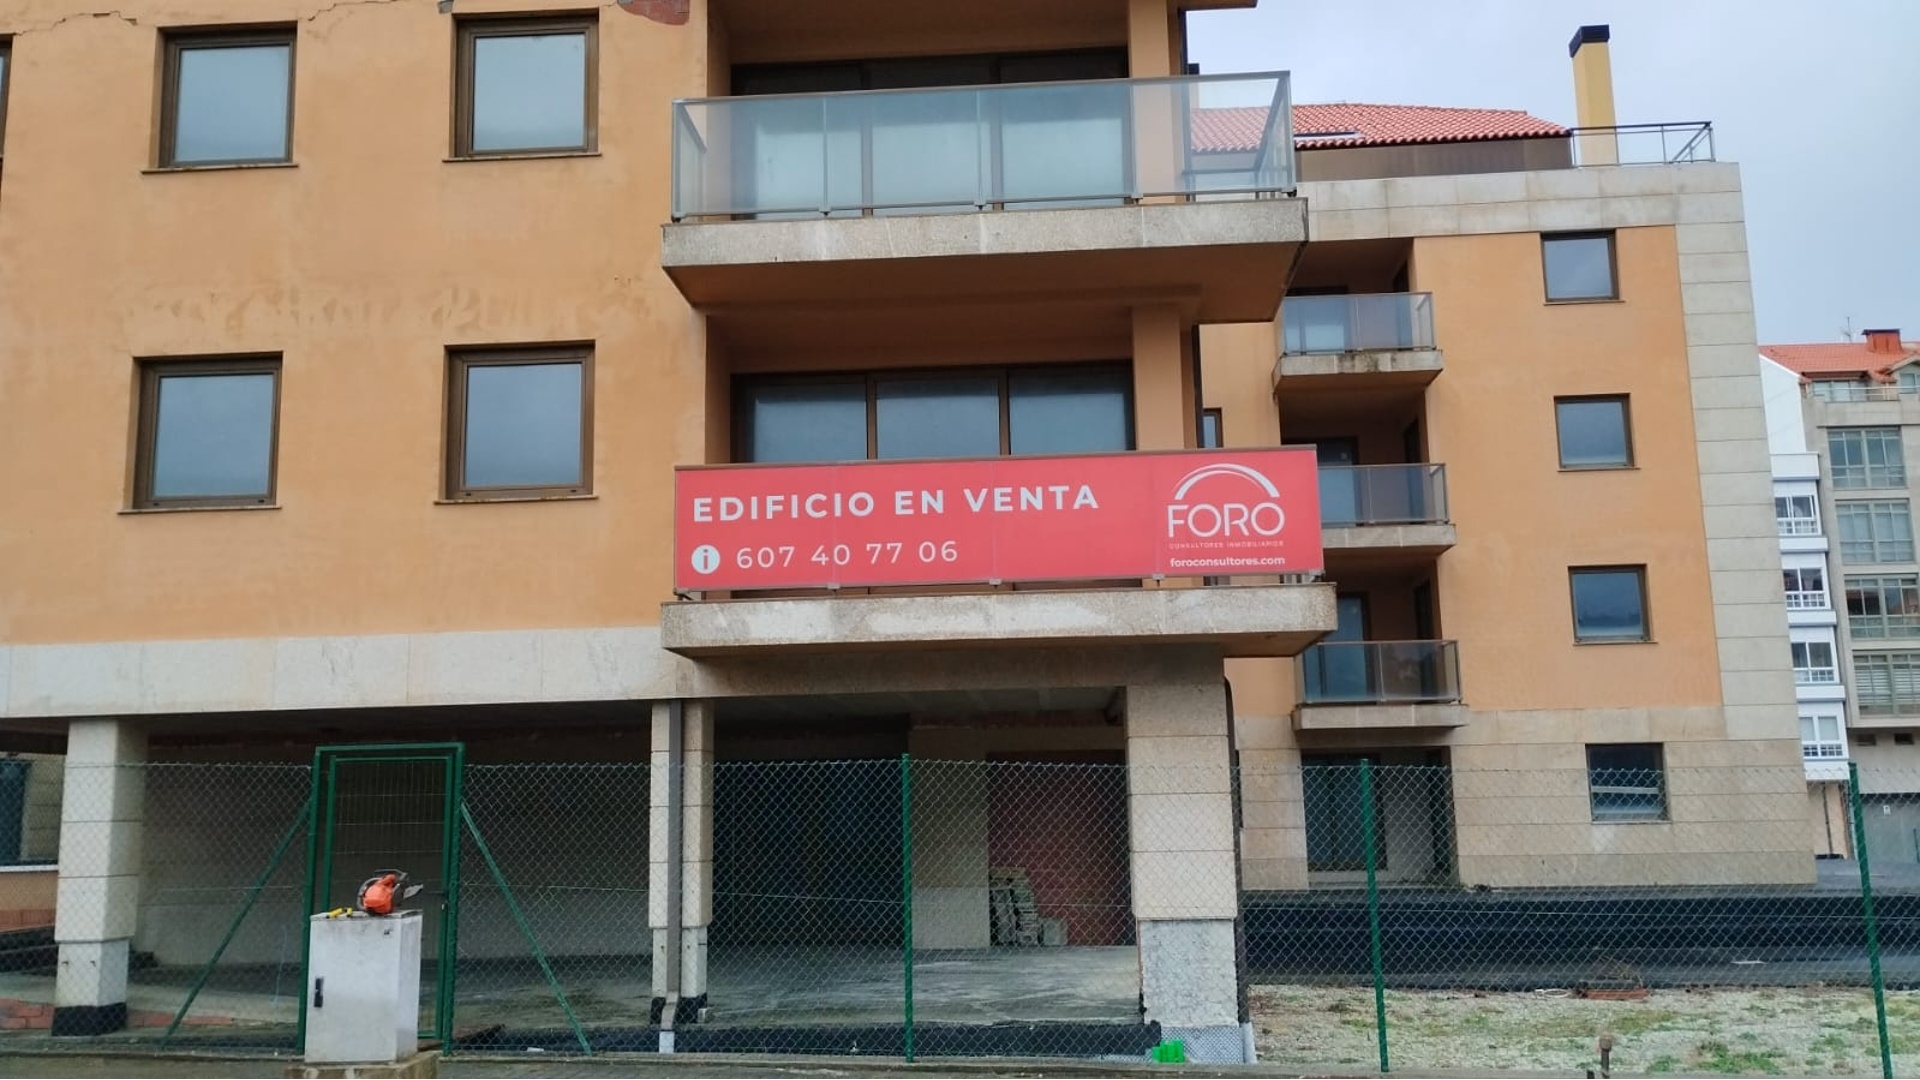 EDIFICIO EN VENTA
i 607 40 77 06
FORO
CONSULTORES INMOBILIARIOS
foroconsultores.com